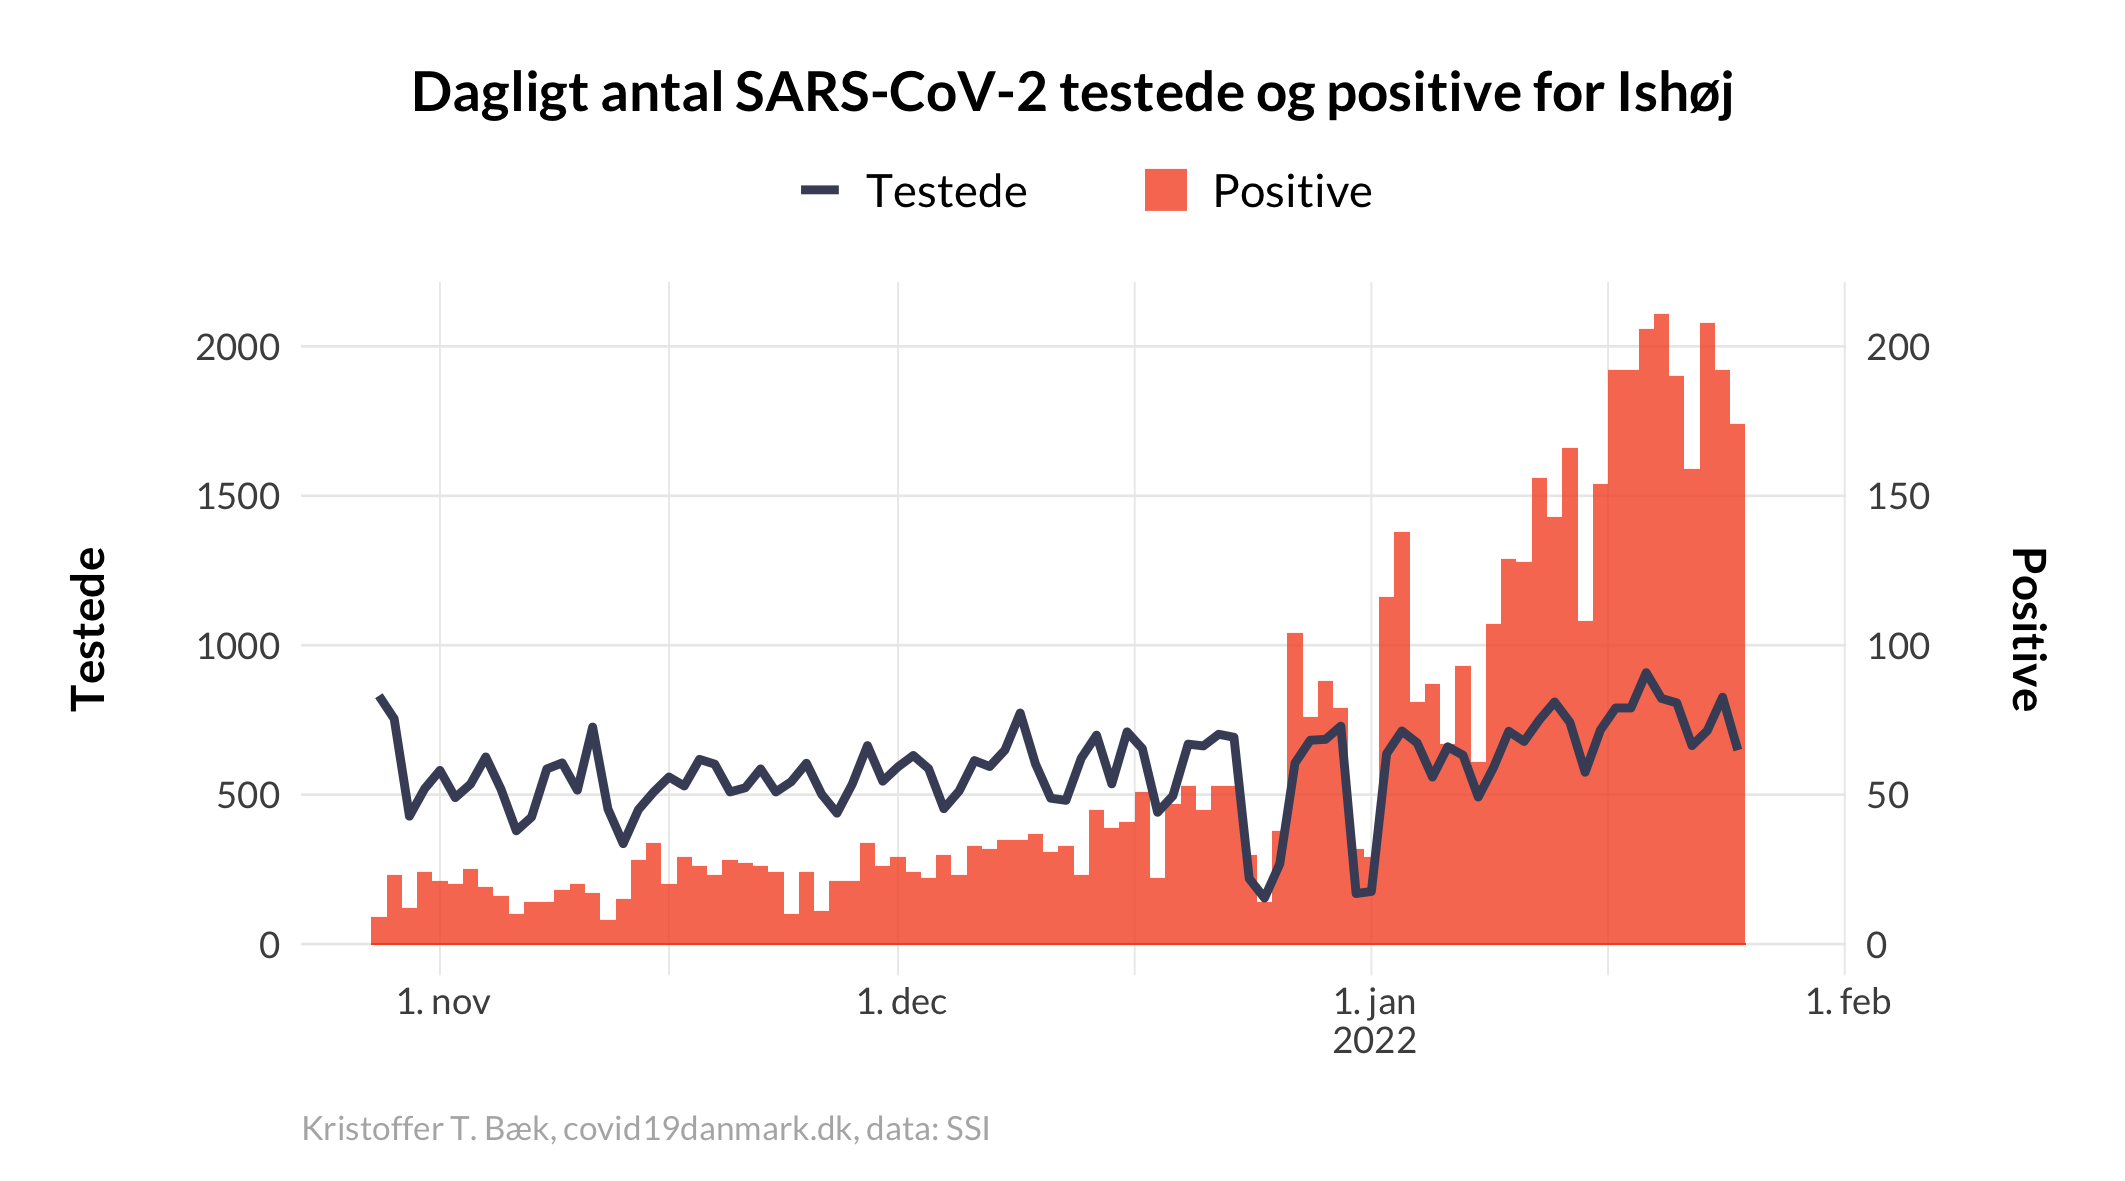 Dagligt antal SARS-CoV-2 testede og positive for Ishøj
Testede
Positive
2000
1500
1000
500
0
Testede
200
150
100
50
0
Positive
1. nov
1. dec
1. jan
2022
1. feb
Kristoffer T. Bæk, covid19danmark.dk, data: SSI